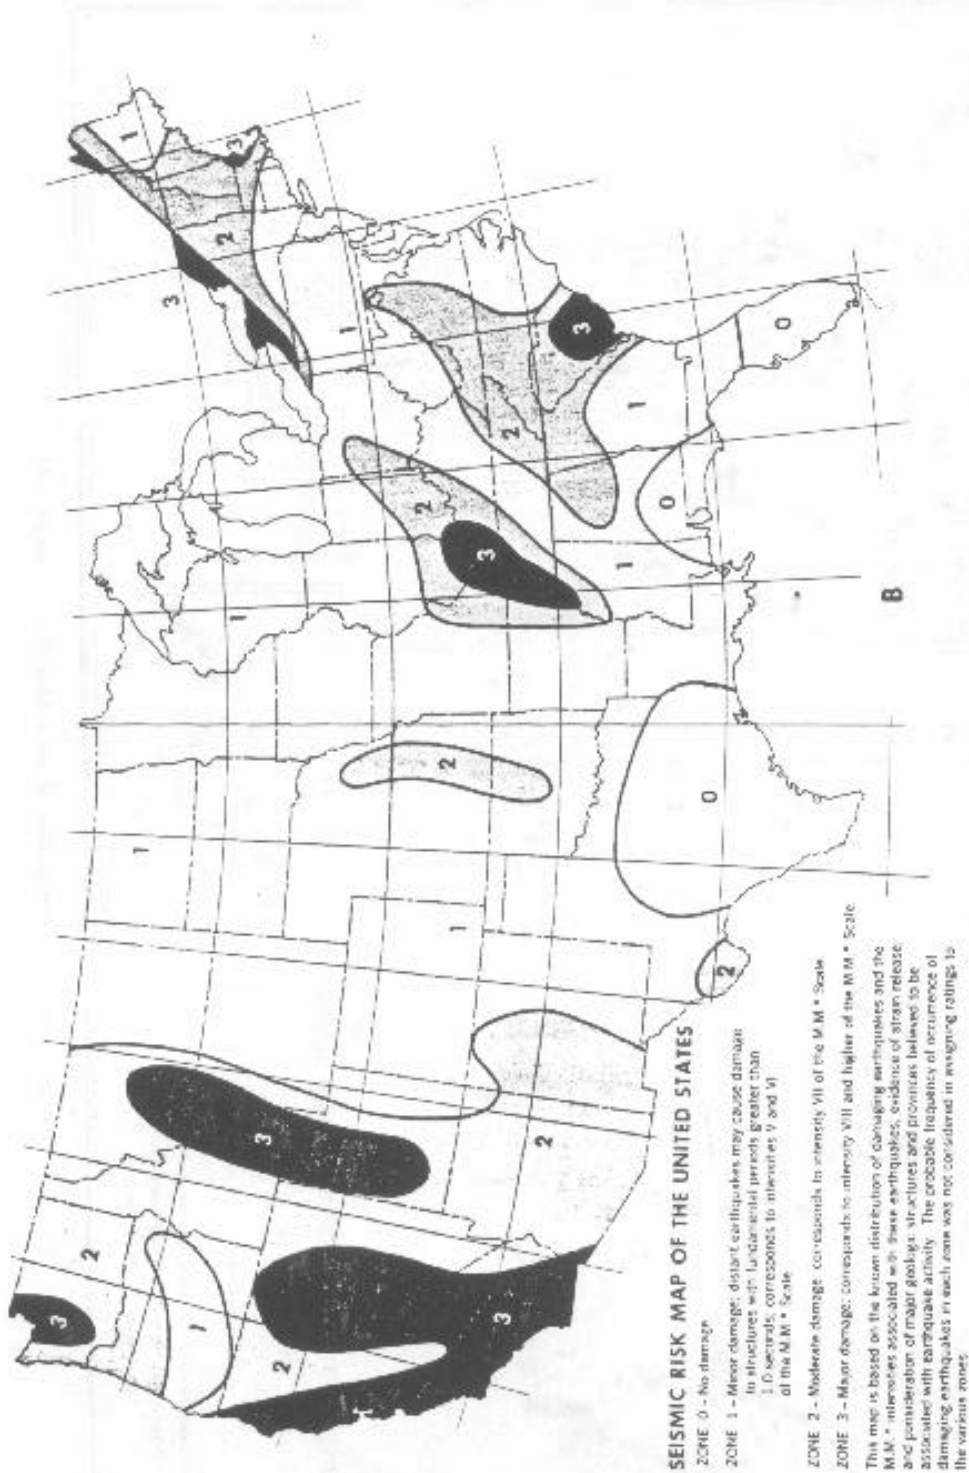 SEISMIC RISK MAP OF THE UNITED STATES
ZONE 0 - No damage
ZONE 1 - Minor damage; distant earthquakes may cause damage
to structures with fundamental periods greater than
1.0 seconds; corresponds to intensities V and VI
of the M.M.* Scale
ZONE 2 - Moderate damage; corresponds to intensity VII of the M.M.* Scale
ZONE 3 - Major damage; corresponds to intensity VIII and higher of the M.M.* Scale
This map is based on the known distribution of damaging earthquakes and the
M.M.* intensities associated with these earthquakes, evidence of strain release
and consideration of major geologic structures and provinces believed to be
associated with earthquake activity. The probable frequency of occurrence of
damaging earthquakes in each zone was not considered in assigning ratings to
the various zones.
3
2
1
2
3
3
2
1
1
2
1
2
0
2
1
2
3
1
0
1
2
3
1
0
3
2
1
3
B